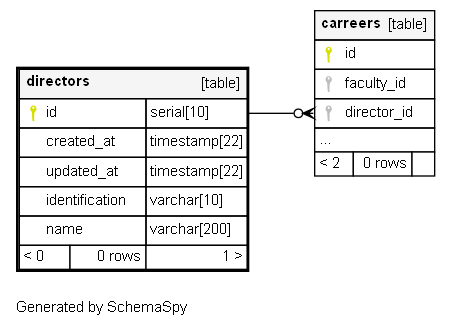 carreers [table]
id
faculty_id
director_id
...
< 2 0 rows
directors [table]
id serial[10]
created_at timestamp[22]
updated_at timestamp[22]
identification varchar[10]
name varchar[200]
< 0 0 rows 1 >
Generated by SchemaSpy